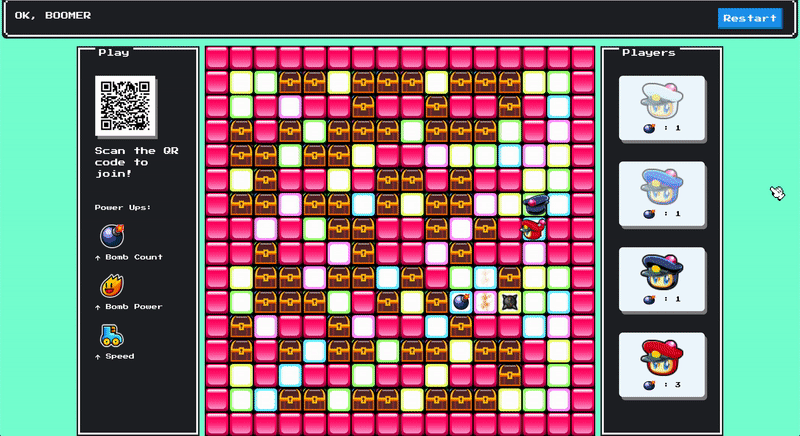 OK, BOOMER
Restart
Play
Scan the QR
code to
join!
Power Ups:
↑ Bomb Count
↑ Bomb Power
↑ Speed
Players
: 1
: 1
: 1
: 3